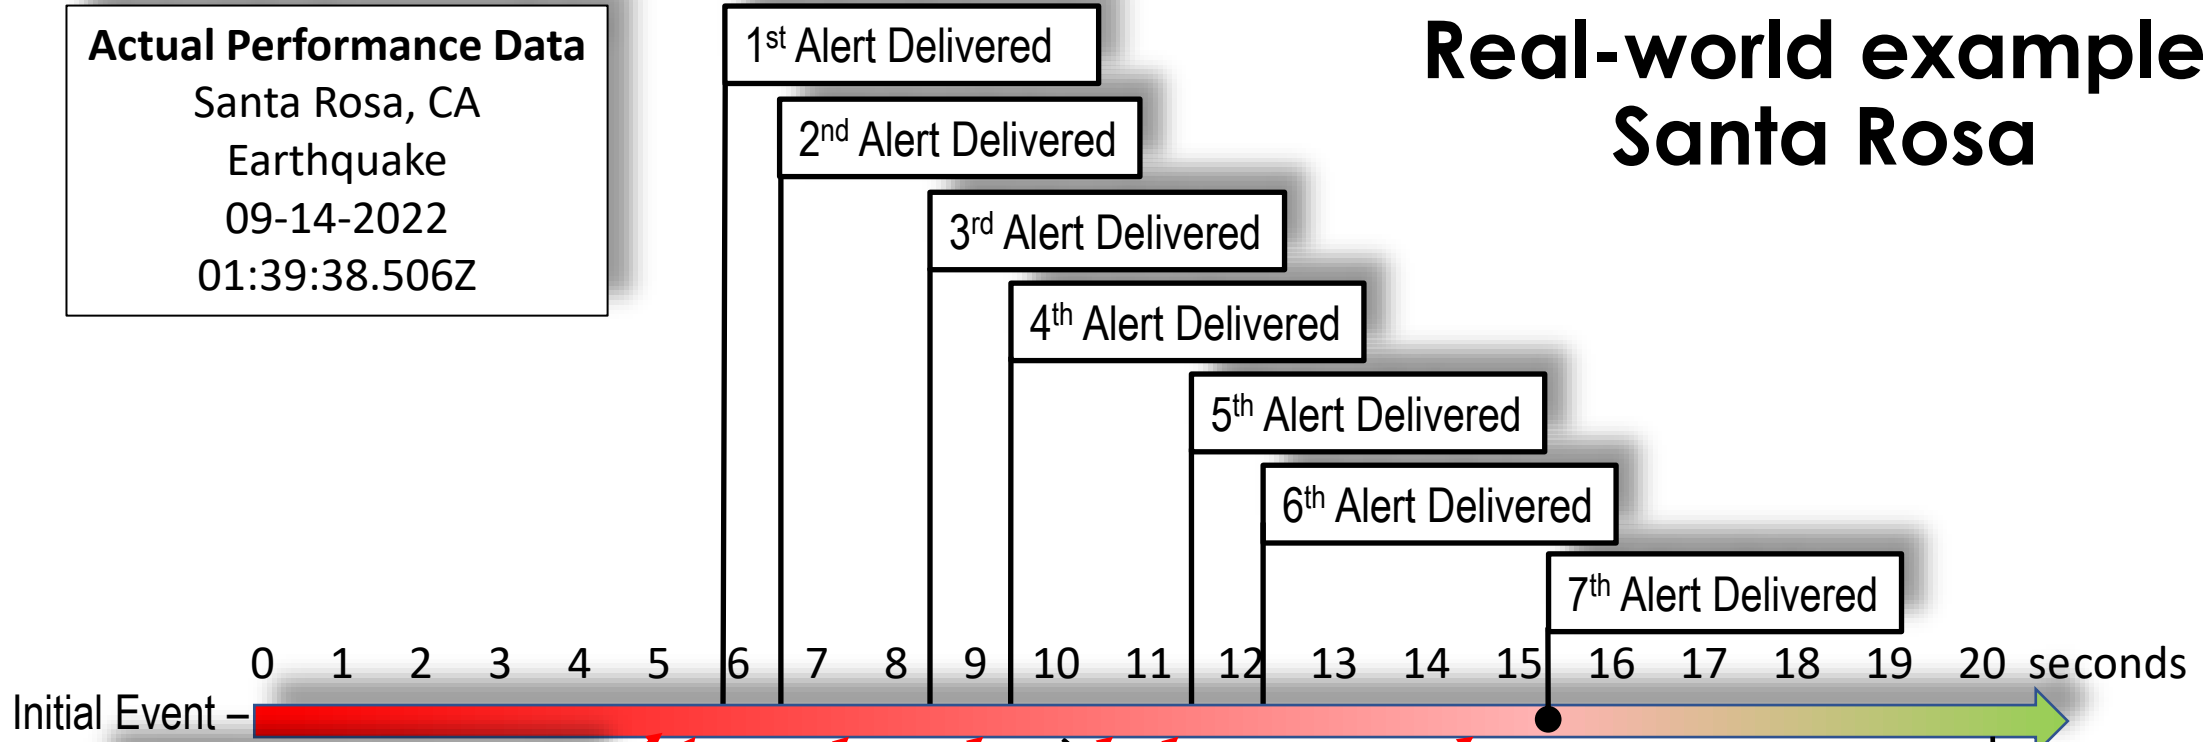 Actual Performance Data
Santa Rosa, CA
Earthquake
09-14-2022
01:39:38.506Z
Real-world example
Santa Rosa
1st Alert Delivered
2nd Alert Delivered
3rd Alert Delivered
4th Alert Delivered
5th Alert Delivered
6th Alert Delivered
7th Alert Delivered
0 1 2 3 4 5 6 7 8 9 10 11 12 13 14 15 16 17 18 19 20 seconds
Initial Event –